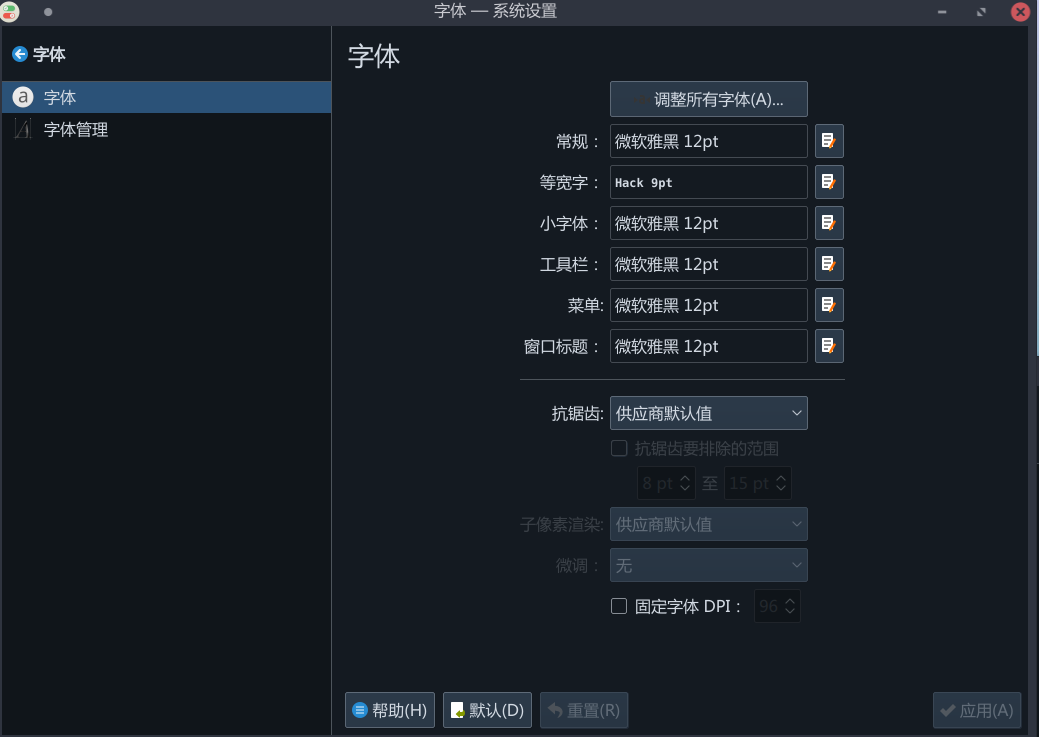 字体 — 系统设置
字体
字体
字体管理
字体
调整所有字体(A)...
常规： 微软雅黑 12pt
等宽字： Hack 9pt
小字体： 微软雅黑 12pt
工具栏： 微软雅黑 12pt
菜单: 微软雅黑 12pt
窗口标题： 微软雅黑 12pt
抗锯齿: 供应商默认值
抗锯齿要排除的范围
8 pt 至 15 pt
子像素渲染: 供应商默认值
微调： 无
固定字体 DPI： 96
帮助(H) 默认(D) 重置(R) 应用(A)